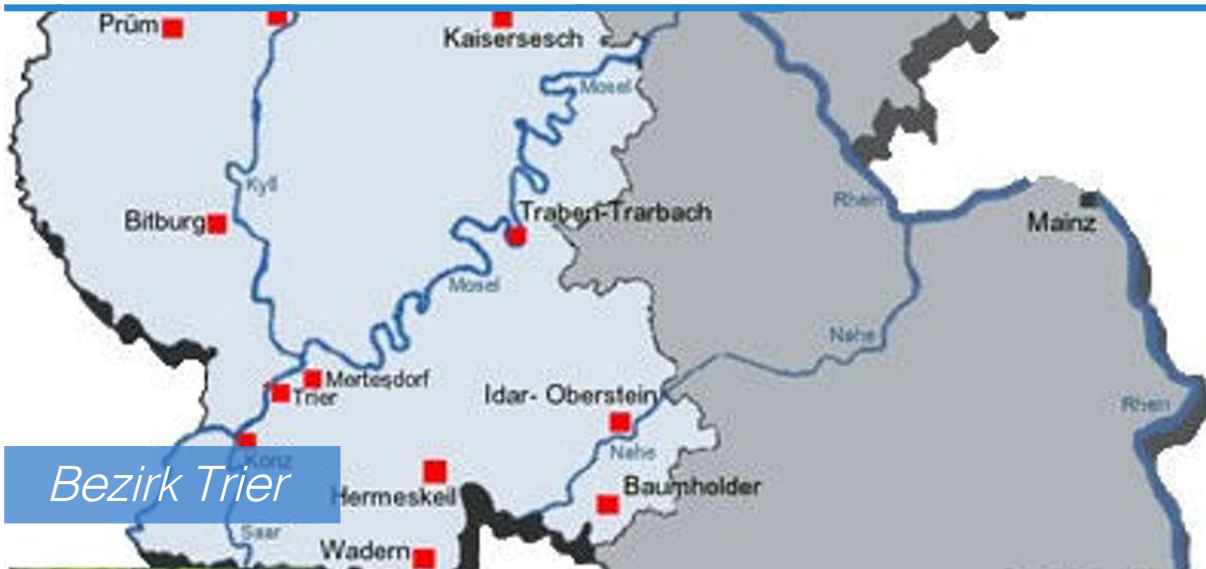 Prüm
Kaisersesch
Mosel
Kyll
Rhein
Bitburg
Traben-Trarbach
Mainz
Mosel
Nahe
Mertesdorf
Trier
Idar- Oberstein
Rhein
Konz
Nahe
Bezirk Trier
Hermeskeil
Baumholder
Saar
Wadern